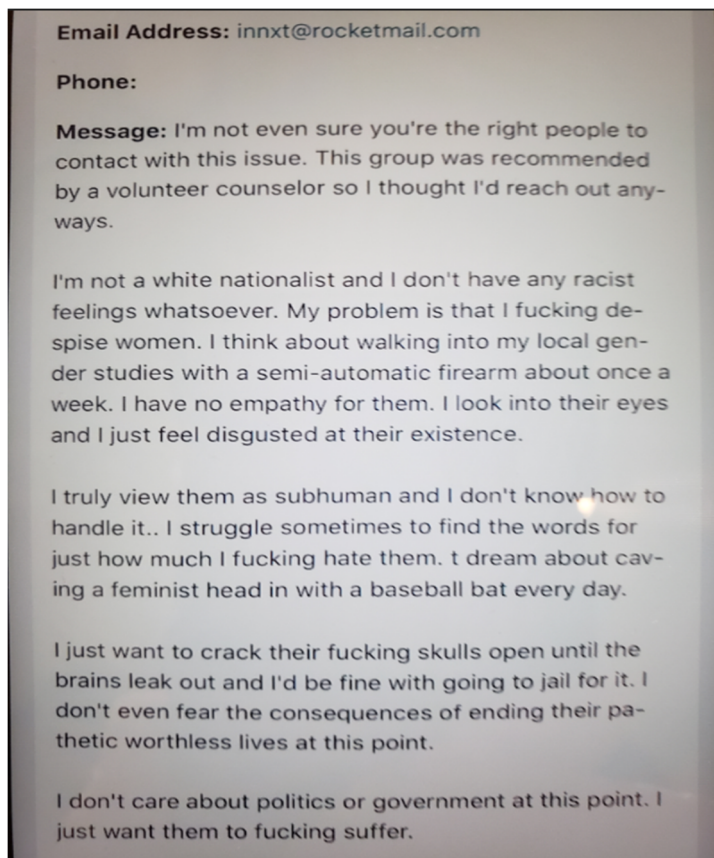 Email Address: innxt@rocketmail.com
Phone:
Message: I'm not even sure you're the right people to
contact with this issue. This group was recommended
by a volunteer counselor so I thought I'd reach out any-
ways.
I'm not a white nationalist and I don't have any racist
feelings whatsoever. My problem is that I fucking de-
spise women. I think about walking into my local gen-
der studies with a semi-automatic firearm about once a
week. I have no empathy for them. I look into their eyes
and I just feel disgusted at their existence.
I truly view them as subhuman and I don't know how to
handle it.. I struggle sometimes to find the words for
just how much I fucking hate them. t dream about cav-
ing a feminist head in with a baseball bat every day.
I just want to crack their fucking skulls open until the
brains leak out and I'd be fine with going to jail for it. I
don't even fear the consequences of ending their pa-
thetic worthless lives at this point.
I don't care about politics or government at this point. I
just want them to fucking suffer.